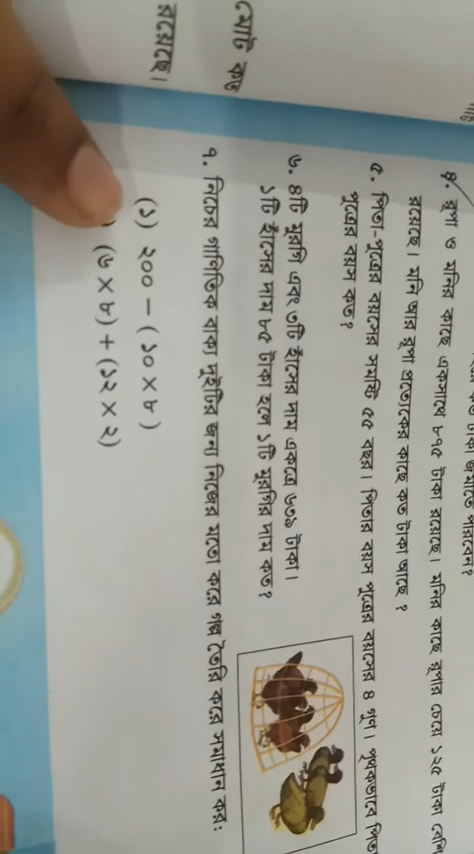 কত টাকা জমাতে পারবেন?
৪. রুপা ও মনির কাছে একসাথে ৮৭৫ টাকা রয়েছে। মনির কাছে রুপার চেয়ে ১২৫ টাকা বেশি
রয়েছে। মনি আর রুপা প্রত্যেকের কাছে কত টাকা আছে ?
৫. পিতা-পুত্রের বয়সের সমষ্টি ৫৫ বছর। পিতার বয়স পুত্রের বয়সের ৪ গুণ। পৃথকভাবে পিতা
পুত্রের বয়স কত?
৬. ৪টি মুরগি এবং ৩টি হাঁসের দাম একত্রে ৬৩৯ টাকা।
১টি হাঁসের দাম ৮৫ টাকা হলে ১টি মুরগির দাম কত?
৭. নিচের গাণিতিক বাক্য দুইটির জন্য নিজের মতো করে গল্প তৈরি করে সমাধান কর:
(১) ২০০ – (১০ × ৮)
(৬ × ৮) + (১২ × ২)
মোট কত
রয়েছে।